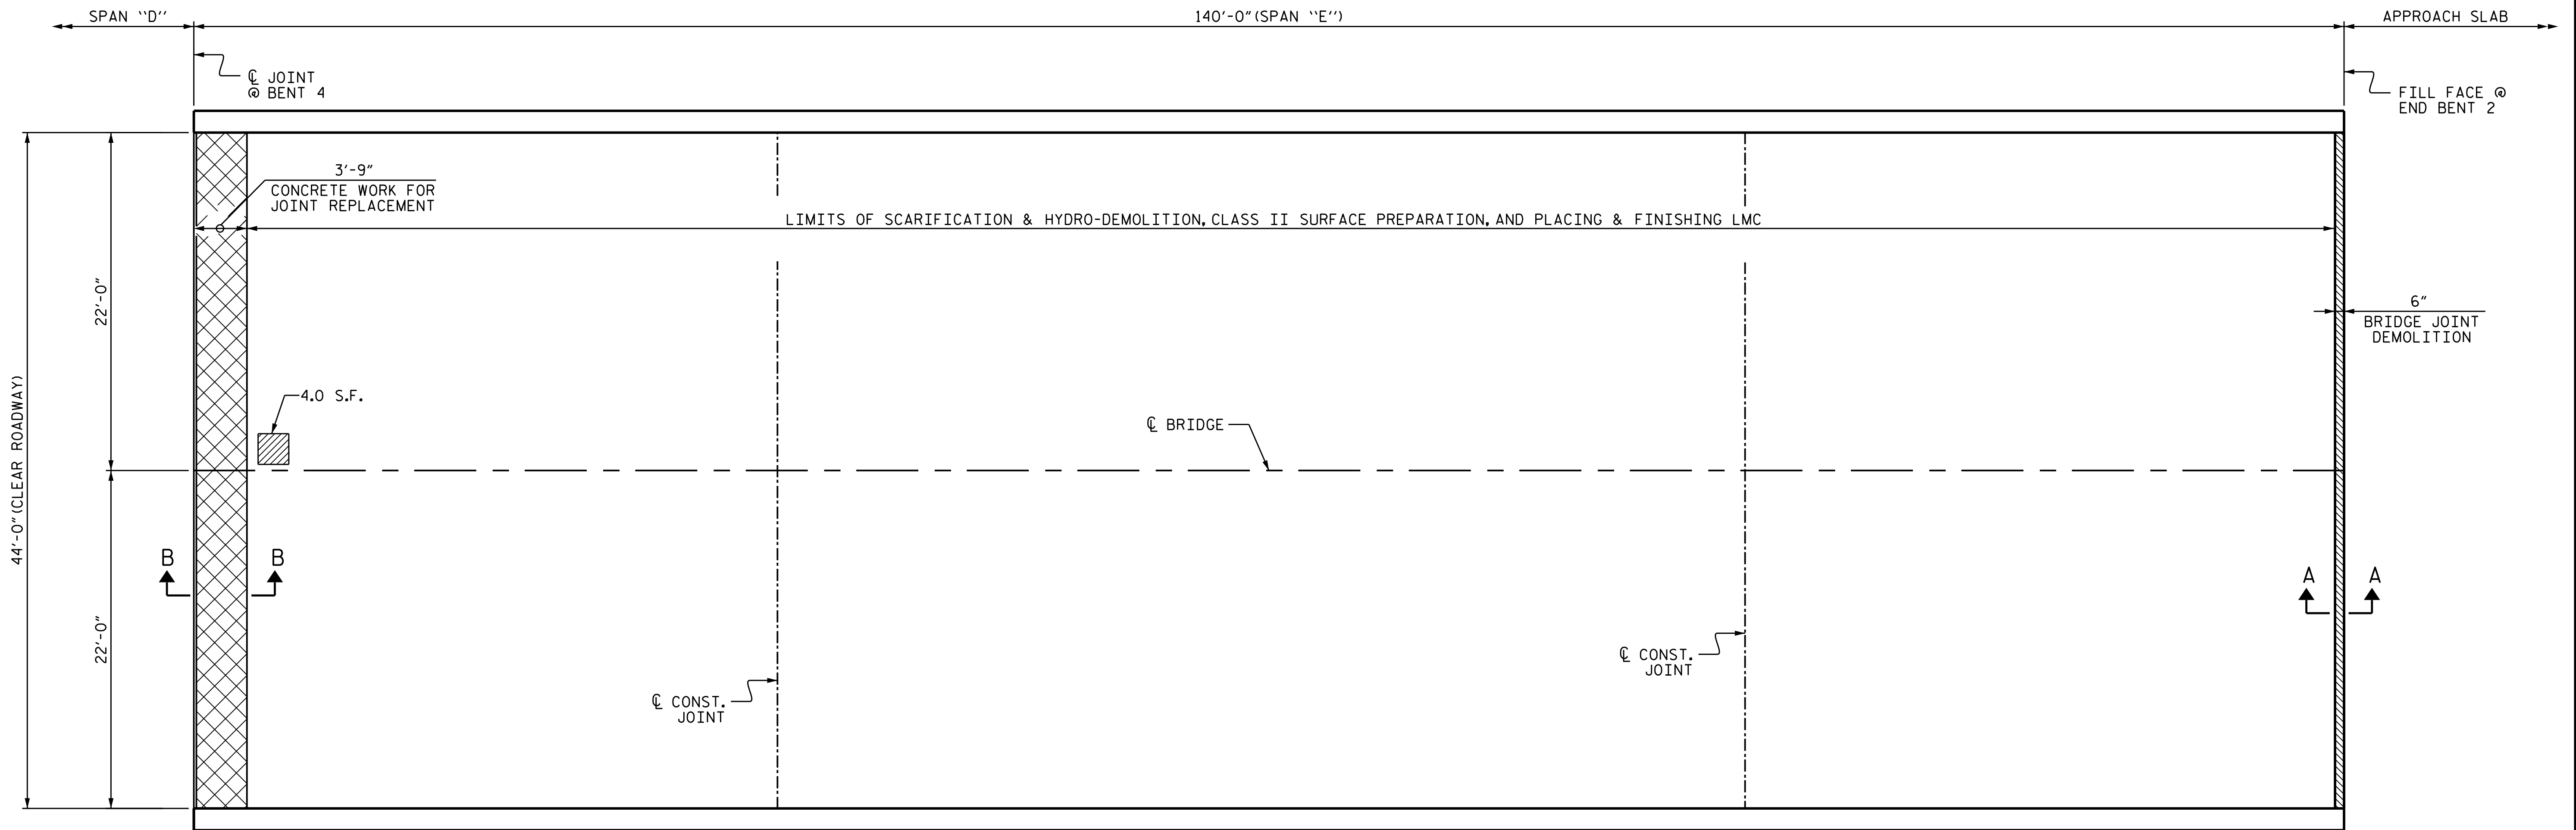 SPAN ``D''
140'-0" (SPAN ``E'')
APPROACH SLAB
℄ JOINT
@ BENT 4
FILL FACE @
END BENT 2
3'-9"
CONCRETE WORK FOR
JOINT REPLACEMENT
LIMITS OF SCARIFICATION & HYDRO-DEMOLITION, CLASS II SURFACE PREPARATION, AND PLACING & FINISHING LMC
22'-0"
6"
BRIDGE JOINT
DEMOLITION
44'-0" (CLEAR ROADWAY)
4.0 S.F.
℄ BRIDGE
B
B
A
A
22'-0"
℄ CONST.
JOINT
℄ CONST.
JOINT